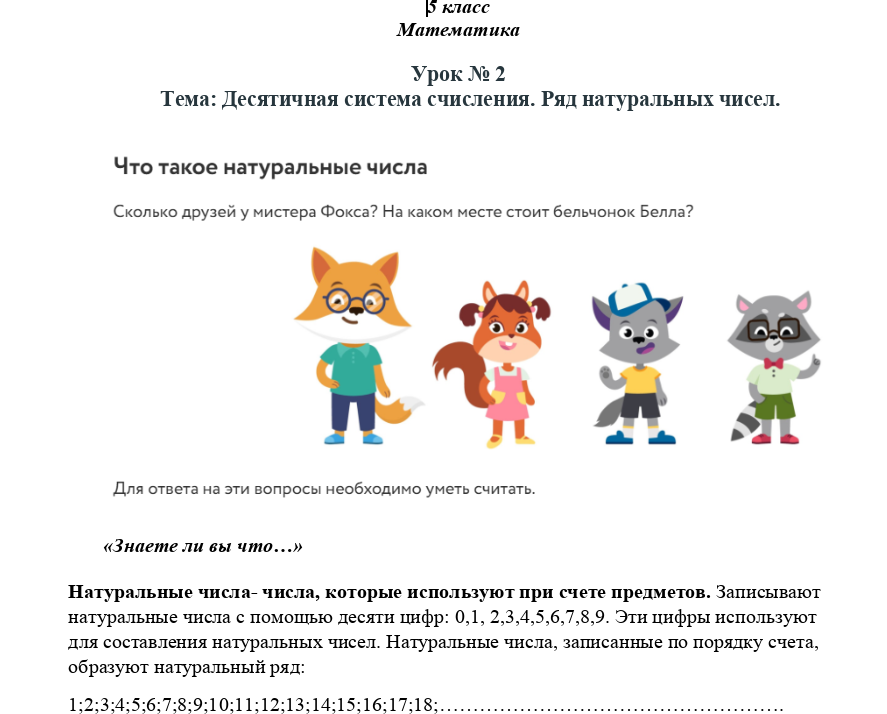 5 класс
Математика
Урок № 2
Тема: Десятичная система счисления. Ряд натуральных чисел.
Что такое натуральные числа
Сколько друзей у мистера Фокса? На каком месте стоит бельчонок Белла?
Для ответа на эти вопросы необходимо уметь считать.
«Знаете ли вы что…»
Натуральные числа- числа, которые используют при счете предметов. Записывают
натуральные числа с помощью десяти цифр: 0,1, 2,3,4,5,6,7,8,9. Эти цифры используют
для составления натуральных чисел. Натуральные числа, записанные по порядку счета,
образуют натуральный ряд:
1;2;3;4;5;6;7;8;9;10;11;12;13;14;15;16;17;18;…………………………………………….